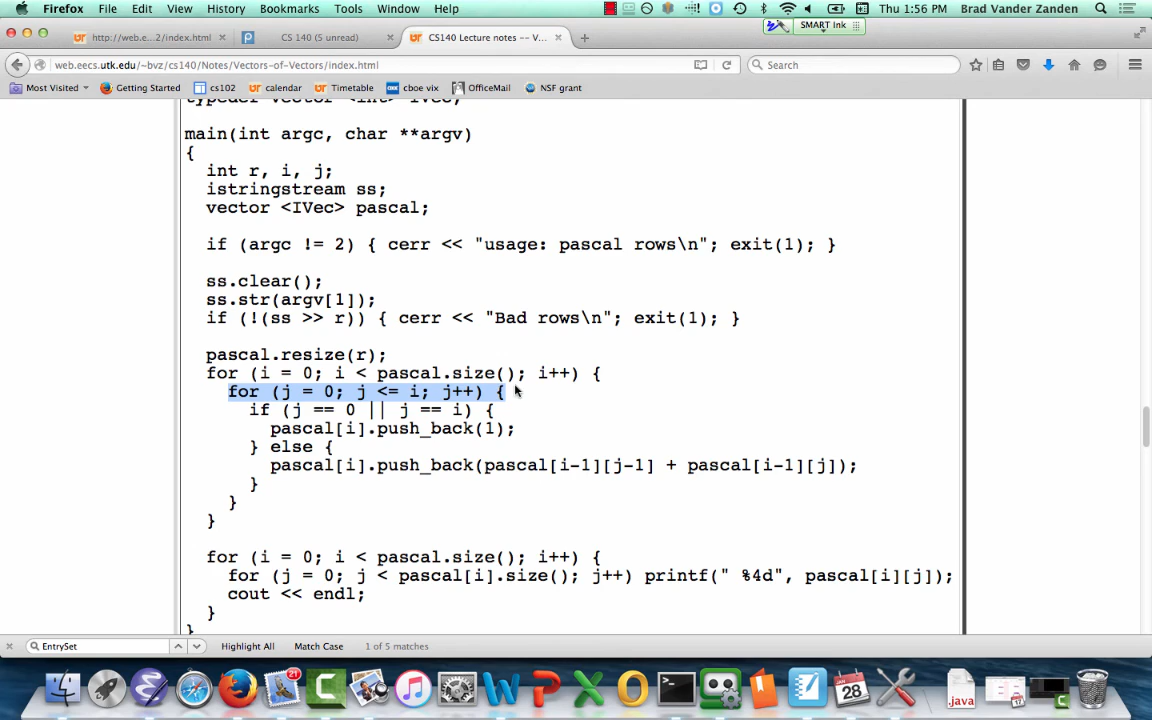 Firefox File Edit View History Bookmarks Tools Window Help Thu 1:56 PM Brad Vander Zanden
SMART Ink
http://web.e...2/index.html CS 140 (5 unread) CS140 Lecture notes -- V...
web.eecs.utk.edu/~bvz/cs140/Notes/Vectors-of-Vectors/index.html Search
Most Visited Getting Started cs102 calendar Timetable cboe vix OfficeMail NSF grant
typedef vector <int> IVec;
main(int argc, char **argv)
{
int r, i, j;
istringstream ss;
vector <IVec> pascal;
if (argc != 2) { cerr << "usage: pascal rows\n"; exit(1); }
ss.clear();
ss.str(argv[1]);
if (!(ss >> r)) { cerr << "Bad rows\n"; exit(1); }
pascal.resize(r);
for (i = 0; i < pascal.size(); i++) {
for (j = 0; j <= i; j++) {
if (j == 0 || j == i) {
pascal[i].push_back(1);
} else {
pascal[i].push_back(pascal[i-1][j-1] + pascal[i-1][j]);
}
}
}
for (i = 0; i < pascal.size(); i++) {
for (j = 0; j < pascal[i].size(); j++) printf(" %4d", pascal[i][j]);
cout << endl;
}
}
EntrySet Highlight All Match Case 1 of 5 matches
21
JAN
28
.java
17